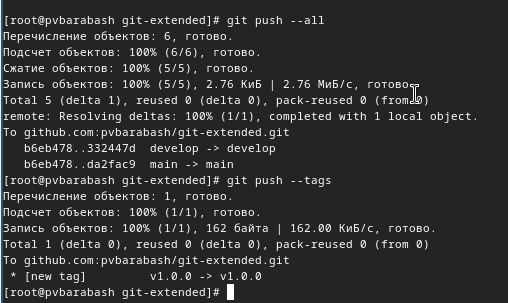 [root@pvbarabash git-extended]# git push --all
Перечисление объектов: 6, готово.
Подсчет объектов: 100% (6/6), готово.
Сжатие объектов: 100% (5/5), готово.
Запись объектов: 100% (5/5), 2.76 КиБ | 2.76 МиБ/с, готово.
Total 5 (delta 1), reused 0 (delta 0), pack-reused 0 (from 0)
remote: Resolving deltas: 100% (1/1), completed with 1 local object.
To github.com:pvbarabash/git-extended.git
   b6eb478..332447d  develop -> develop
   b6eb478..da2fac9  main -> main
[root@pvbarabash git-extended]# git push --tags
Перечисление объектов: 1, готово.
Подсчет объектов: 100% (1/1), готово.
Запись объектов: 100% (1/1), 162 байта | 162.00 КиБ/с, готово.
Total 1 (delta 0), reused 0 (delta 0), pack-reused 0 (from 0)
To github.com:pvbarabash/git-extended.git
 * [new tag]         v1.0.0 -> v1.0.0
[root@pvbarabash git-extended]#